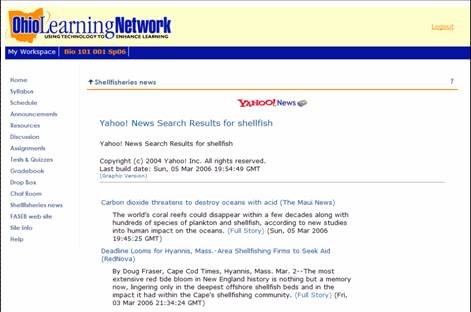 OhioLearningNetwork
USING TECHNOLOGY TO ENHANCE LEARNING
Logout
My Workspace Bio 101 001 Sp06
Home
Syllabus
Schedule
Announcements
Resources
Discussion
Assignments
Tests & Quizzes
Gradebook
Drop Box
Chat Room
Shellfisheries news
FASEB web site
Site Info
Help
Shellfisheries news ?
YAHOO! News
Yahoo! News Search Results for shellfish
Yahoo! News Search Results for shellfish
Copyright (c) 2004 Yahoo! Inc. All rights reserved.
Last build date: Sun, 05 Mar 2006 19:54:49 GMT
(Graphic Version)
Carbon dioxide threatens to destroy oceans with acid (The Maui News)
The world's coral reefs could disappear within a few decades along with
hundreds of species of plankton and shellfish, according to new studies
into human impact on the oceans. (Full Story) (Sun, 05 Mar 2006
19:45:25 GMT)
Deadline Looms for Hyannis, Mass.-Area Shellfishing Firms to Seek Aid
(RedNova)
By Doug Fraser, Cape Cod Times, Hyannis, Mass. Mar. 2--The most
extensive red tide bloom in New England history is nothing but a memory
now, lingering only in the deepest offshore shellfish beds and in the
impact it had within the Cape's shellfishing community. (Full Story) (Fri,
03 Mar 2006 21:34:24 GMT)